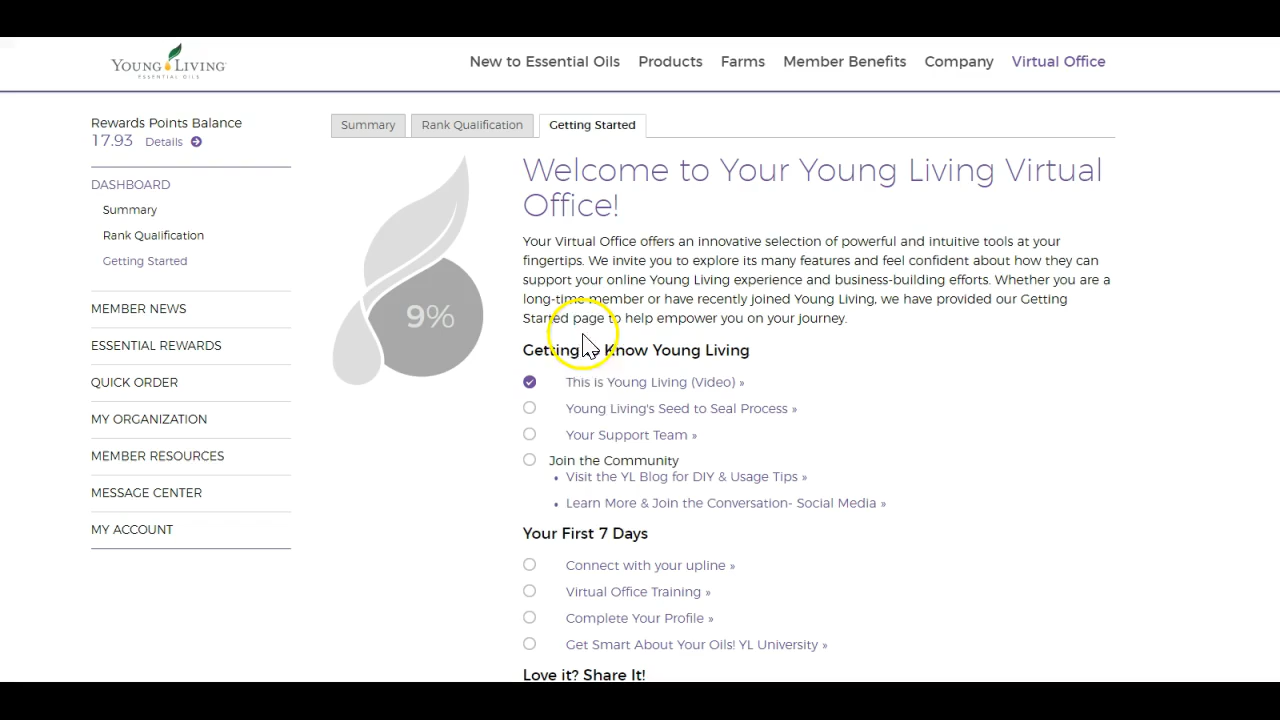 YOUNG LIVING
ESSENTIAL OILS
New to Essential Oils
Products
Farms
Member Benefits
Company
Virtual Office
Rewards Points Balance
17.93 Details
DASHBOARD
Summary
Rank Qualification
Getting Started
MEMBER NEWS
ESSENTIAL REWARDS
QUICK ORDER
MY ORGANIZATION
MEMBER RESOURCES
MESSAGE CENTER
MY ACCOUNT
Summary
Rank Qualification
Getting Started
9%
Welcome to Your Young Living Virtual
Office!
Your Virtual Office offers an innovative selection of powerful and intuitive tools at your
fingertips. We invite you to explore its many features and feel confident about how they can
support your online Young Living experience and business-building efforts. Whether you are a
long-time member or have recently joined Young Living, we have provided our Getting
Started page to help empower you on your journey.
Getting to Know Young Living
This is Young Living (Video) »
Young Living's Seed to Seal Process »
Your Support Team »
Join the Community
• Visit the YL Blog for DIY & Usage Tips »
• Learn More & Join the Conversation- Social Media »
Your First 7 Days
Connect with your upline »
Virtual Office Training »
Complete Your Profile »
Get Smart About Your Oils! YL University »
Love it? Share It!